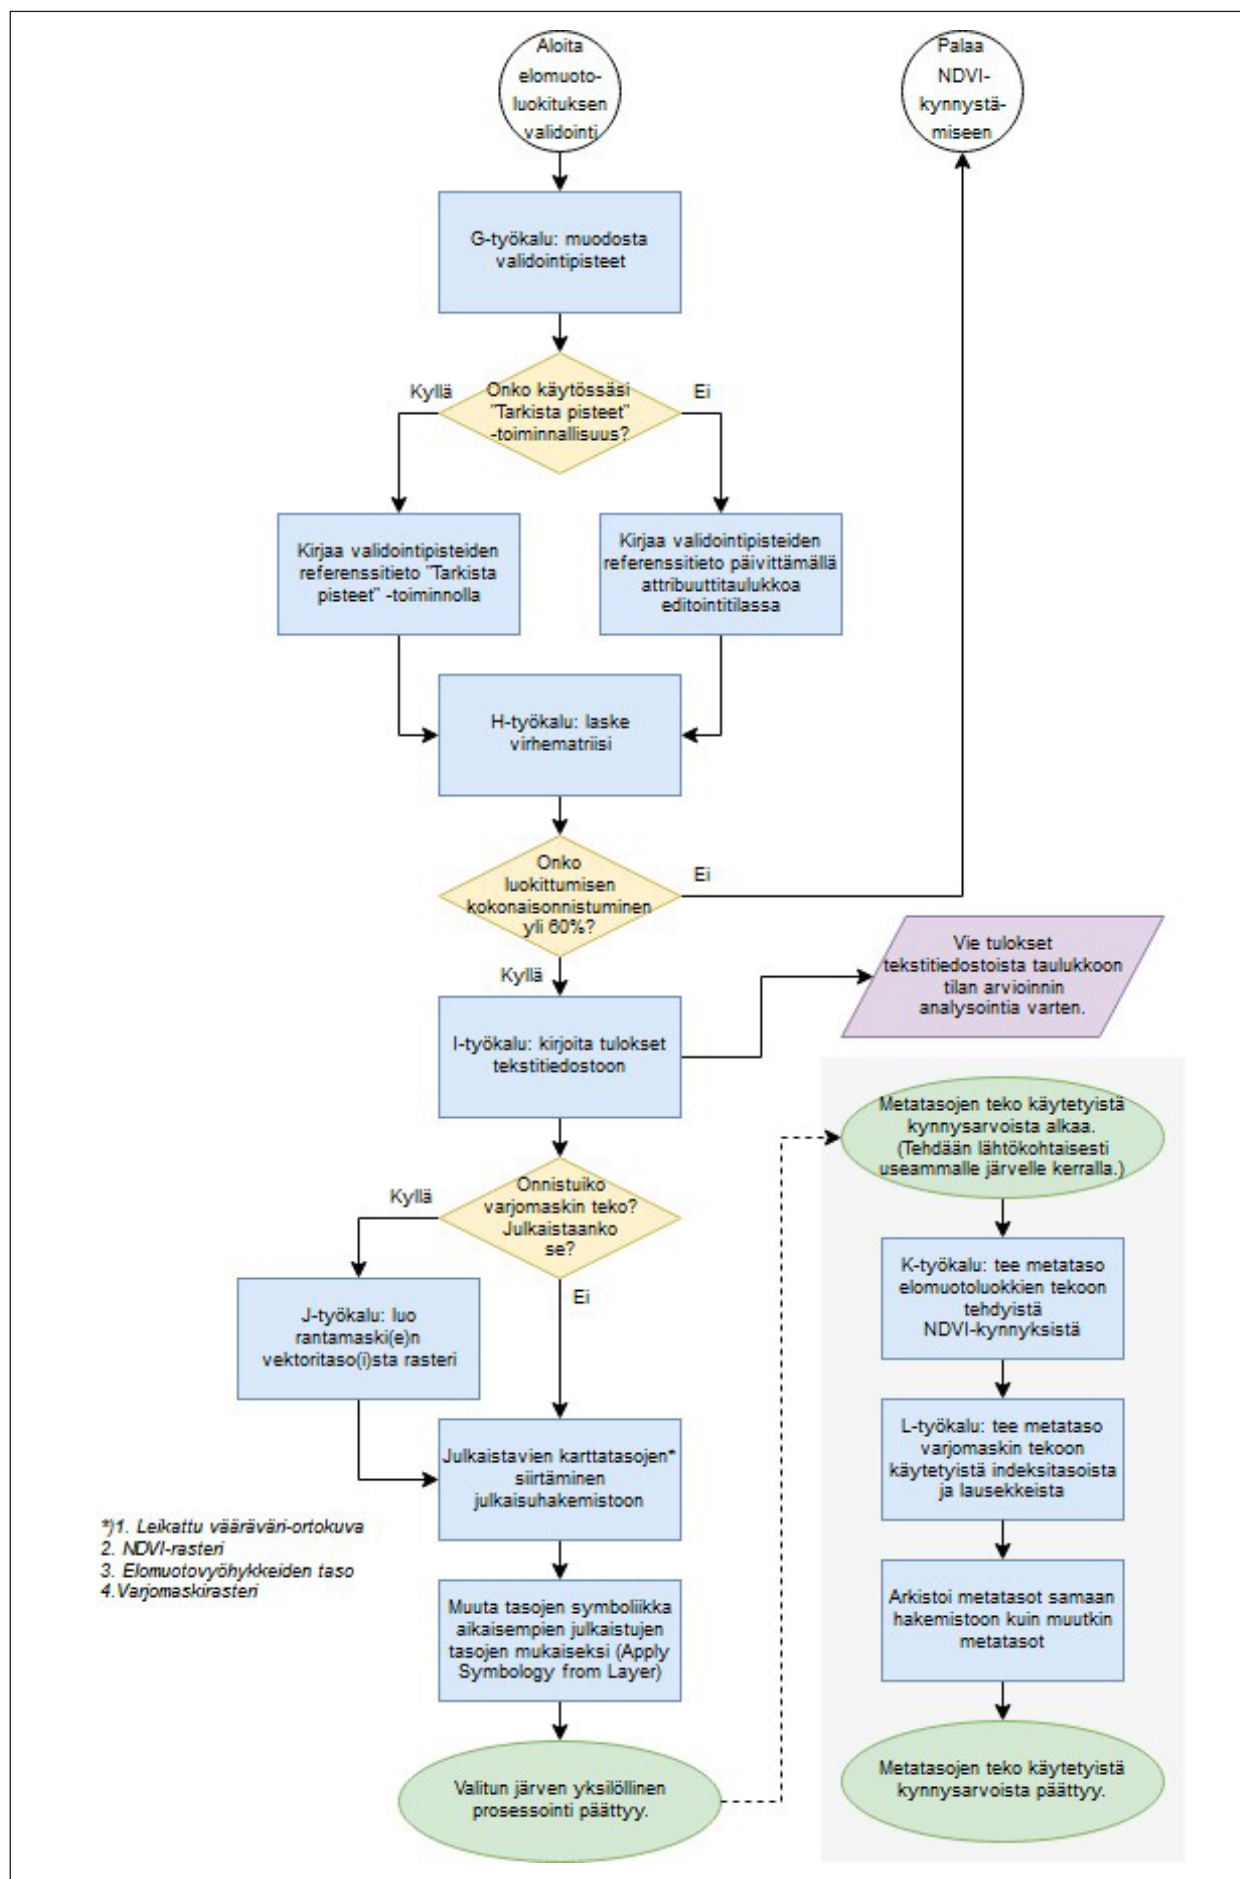 Aloita
elomuoto-
luokituksen
validointi
Palaa
NDVI-
kynnystä-
miseen
G-työkalu: muodosta
validointipisteet
Kyllä
Onko käytössäsi
"Tarkista pisteet"
-toiminnallisuus?
Ei
Kirjaa validointipisteiden
referenssitieto "Tarkista
pisteet" -toiminnolla
Kirjaa validointipisteiden
referenssitieto päivittämällä
attribuuttitaulukkoa
editointitilassa
H-työkalu: laske
virhematriisi
Onko
luokittumisen
kokonaisonnistuminen
yli 60%?
Ei
Kyllä
Vie tulokset
tekstitiedostoista taulukkoon
tilan arvioinnin
analysointia varten.
I-työkalu: kirjoita tulokset
tekstitiedostoon
Kyllä
Onnistuiko
varjomaskin teko?
Julkaistaanko
se?
Ei
J-työkalu: luo
rantamaski(e)n
vektoritaso(i)sta rasteri
Julkaistavien karttatasojen*
siirtäminen
julkaisuhakemistoon
*)1. Leikattu vääräväri-ortokuva
2. NDVI-rasteri
3. Elomuotovyöhykkeiden taso
4.Varjomaskirasteri
Muuta tasojen symboliikka
aikaisempien julkaistujen
tasojen mukaiseksi (Apply
Symbology from Layer)
Valitun järven yksilöllinen
prosessointi päättyy.
Metatasojen teko käytetyistä
kynnysarvoista alkaa.
(Tehdään lähtökohtaisesti
useammalle järvelle kerralla.)
K-työkalu: tee metataso
elomuotoluokkien tekoon
tehdyistä
NDVI-kynnyksistä
L-työkalu: tee metataso
varjomaskin tekoon
käytetyistä indeksitasoista
ja lausekkeista
Arkistoi metatasot samaan
hakemistoon kuin muutkin
metatasot
Metatasojen teko käytetyistä
kynnysarvoista päättyy.